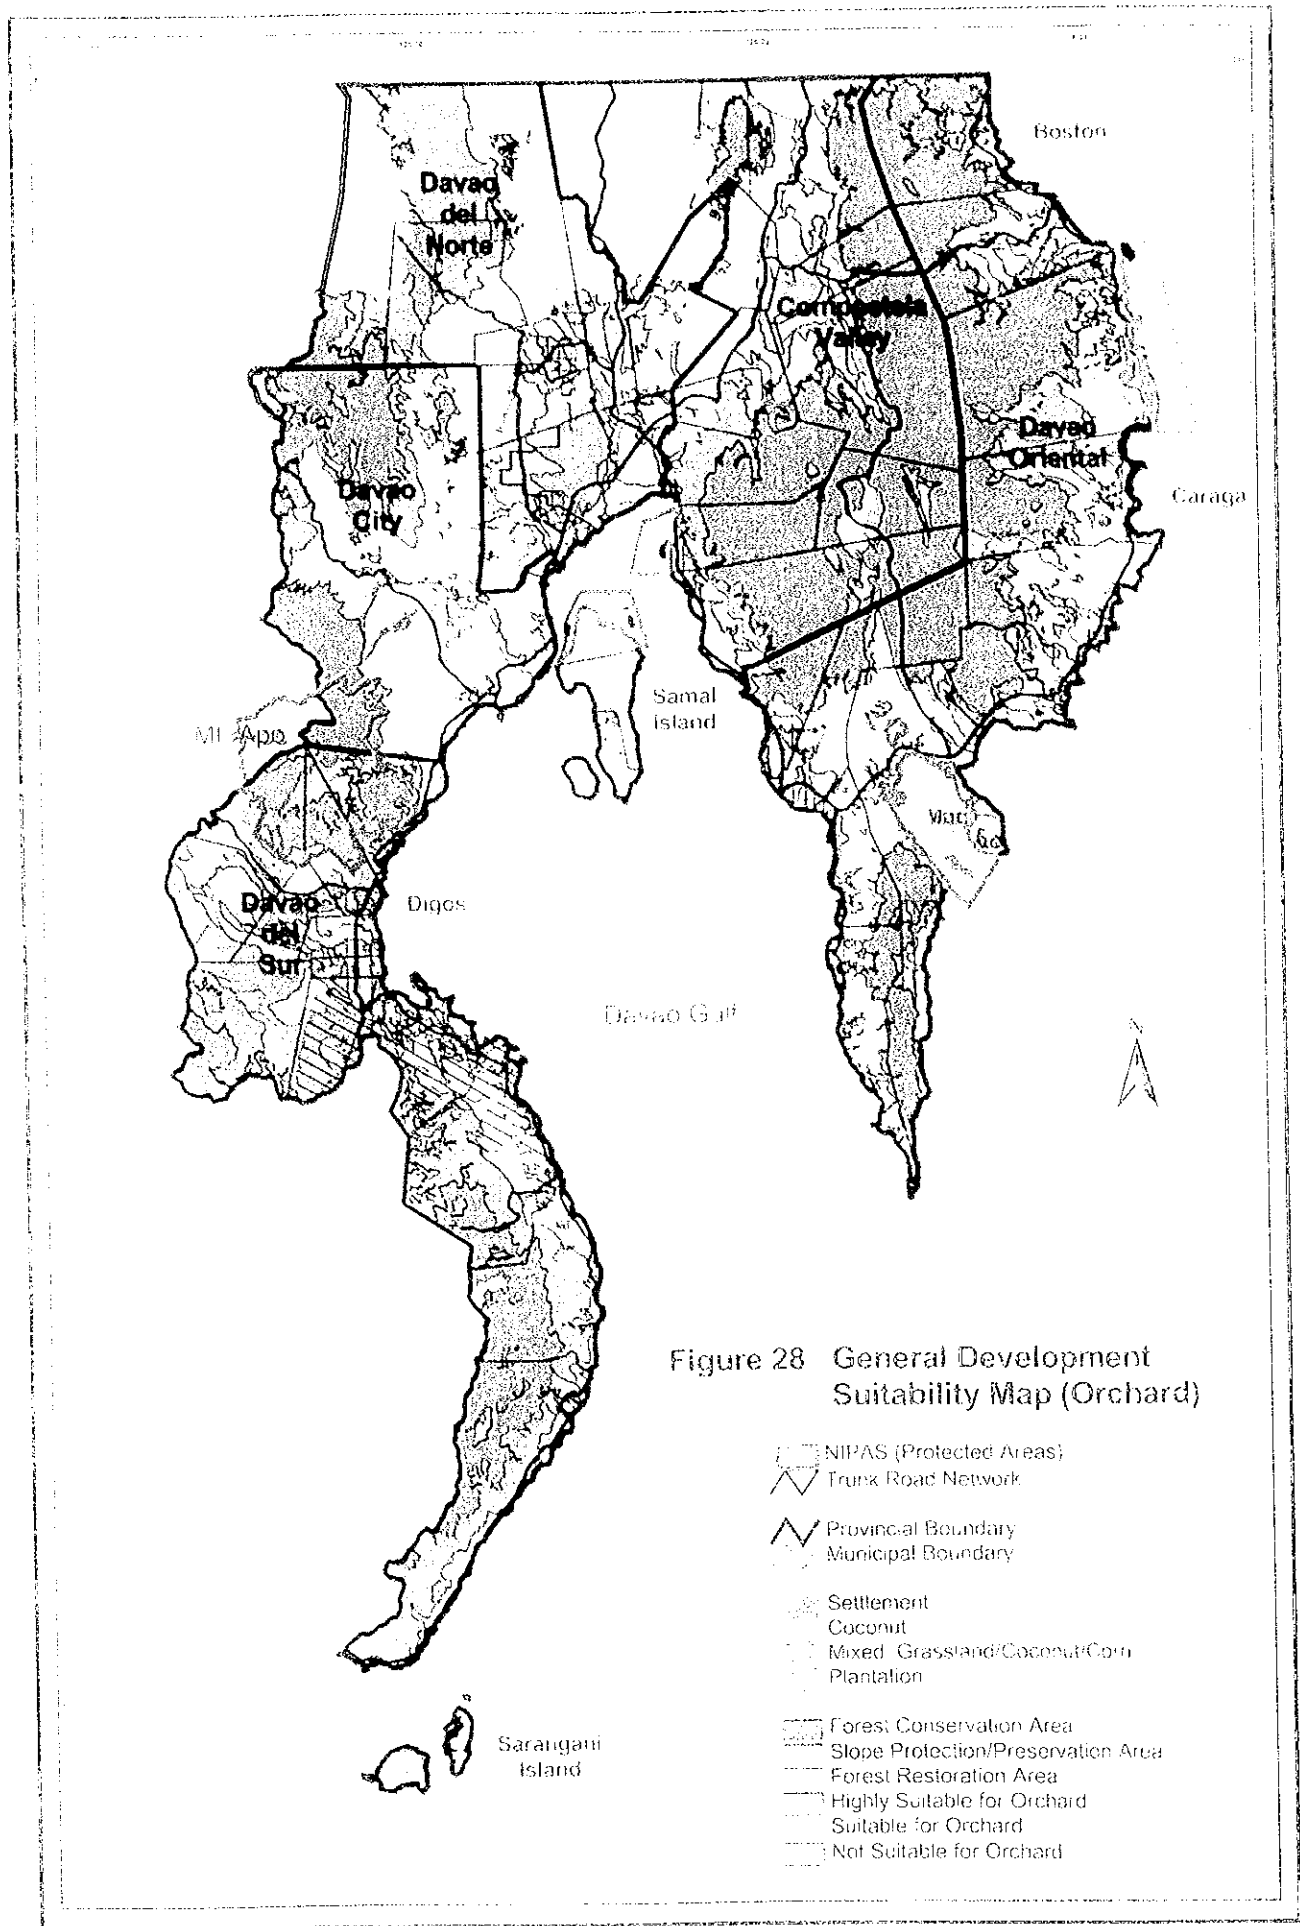 Boston
Davao
del
Norte
Compostela
Valley
Davao
Oriental
Davao
City
Caraga
Samal
Island
Mt. Apo
Davao
del
Sur
Digos
Davao Gulf
N
Figure 28 General Development
Suitability Map (Orchard)
NIPAS (Protected Areas)
Trunk Road Network
Provincial Boundary
Municipal Boundary
Settlement
Coconut
Mixed Grassland/Coconut/Corn
Plantation
Forest Conservation Area
Slope Protection/Preservation Area
Forest Restoration Area
Highly Suitable for Orchard
Suitable for Orchard
Not Suitable for Orchard
Sarangani
Island